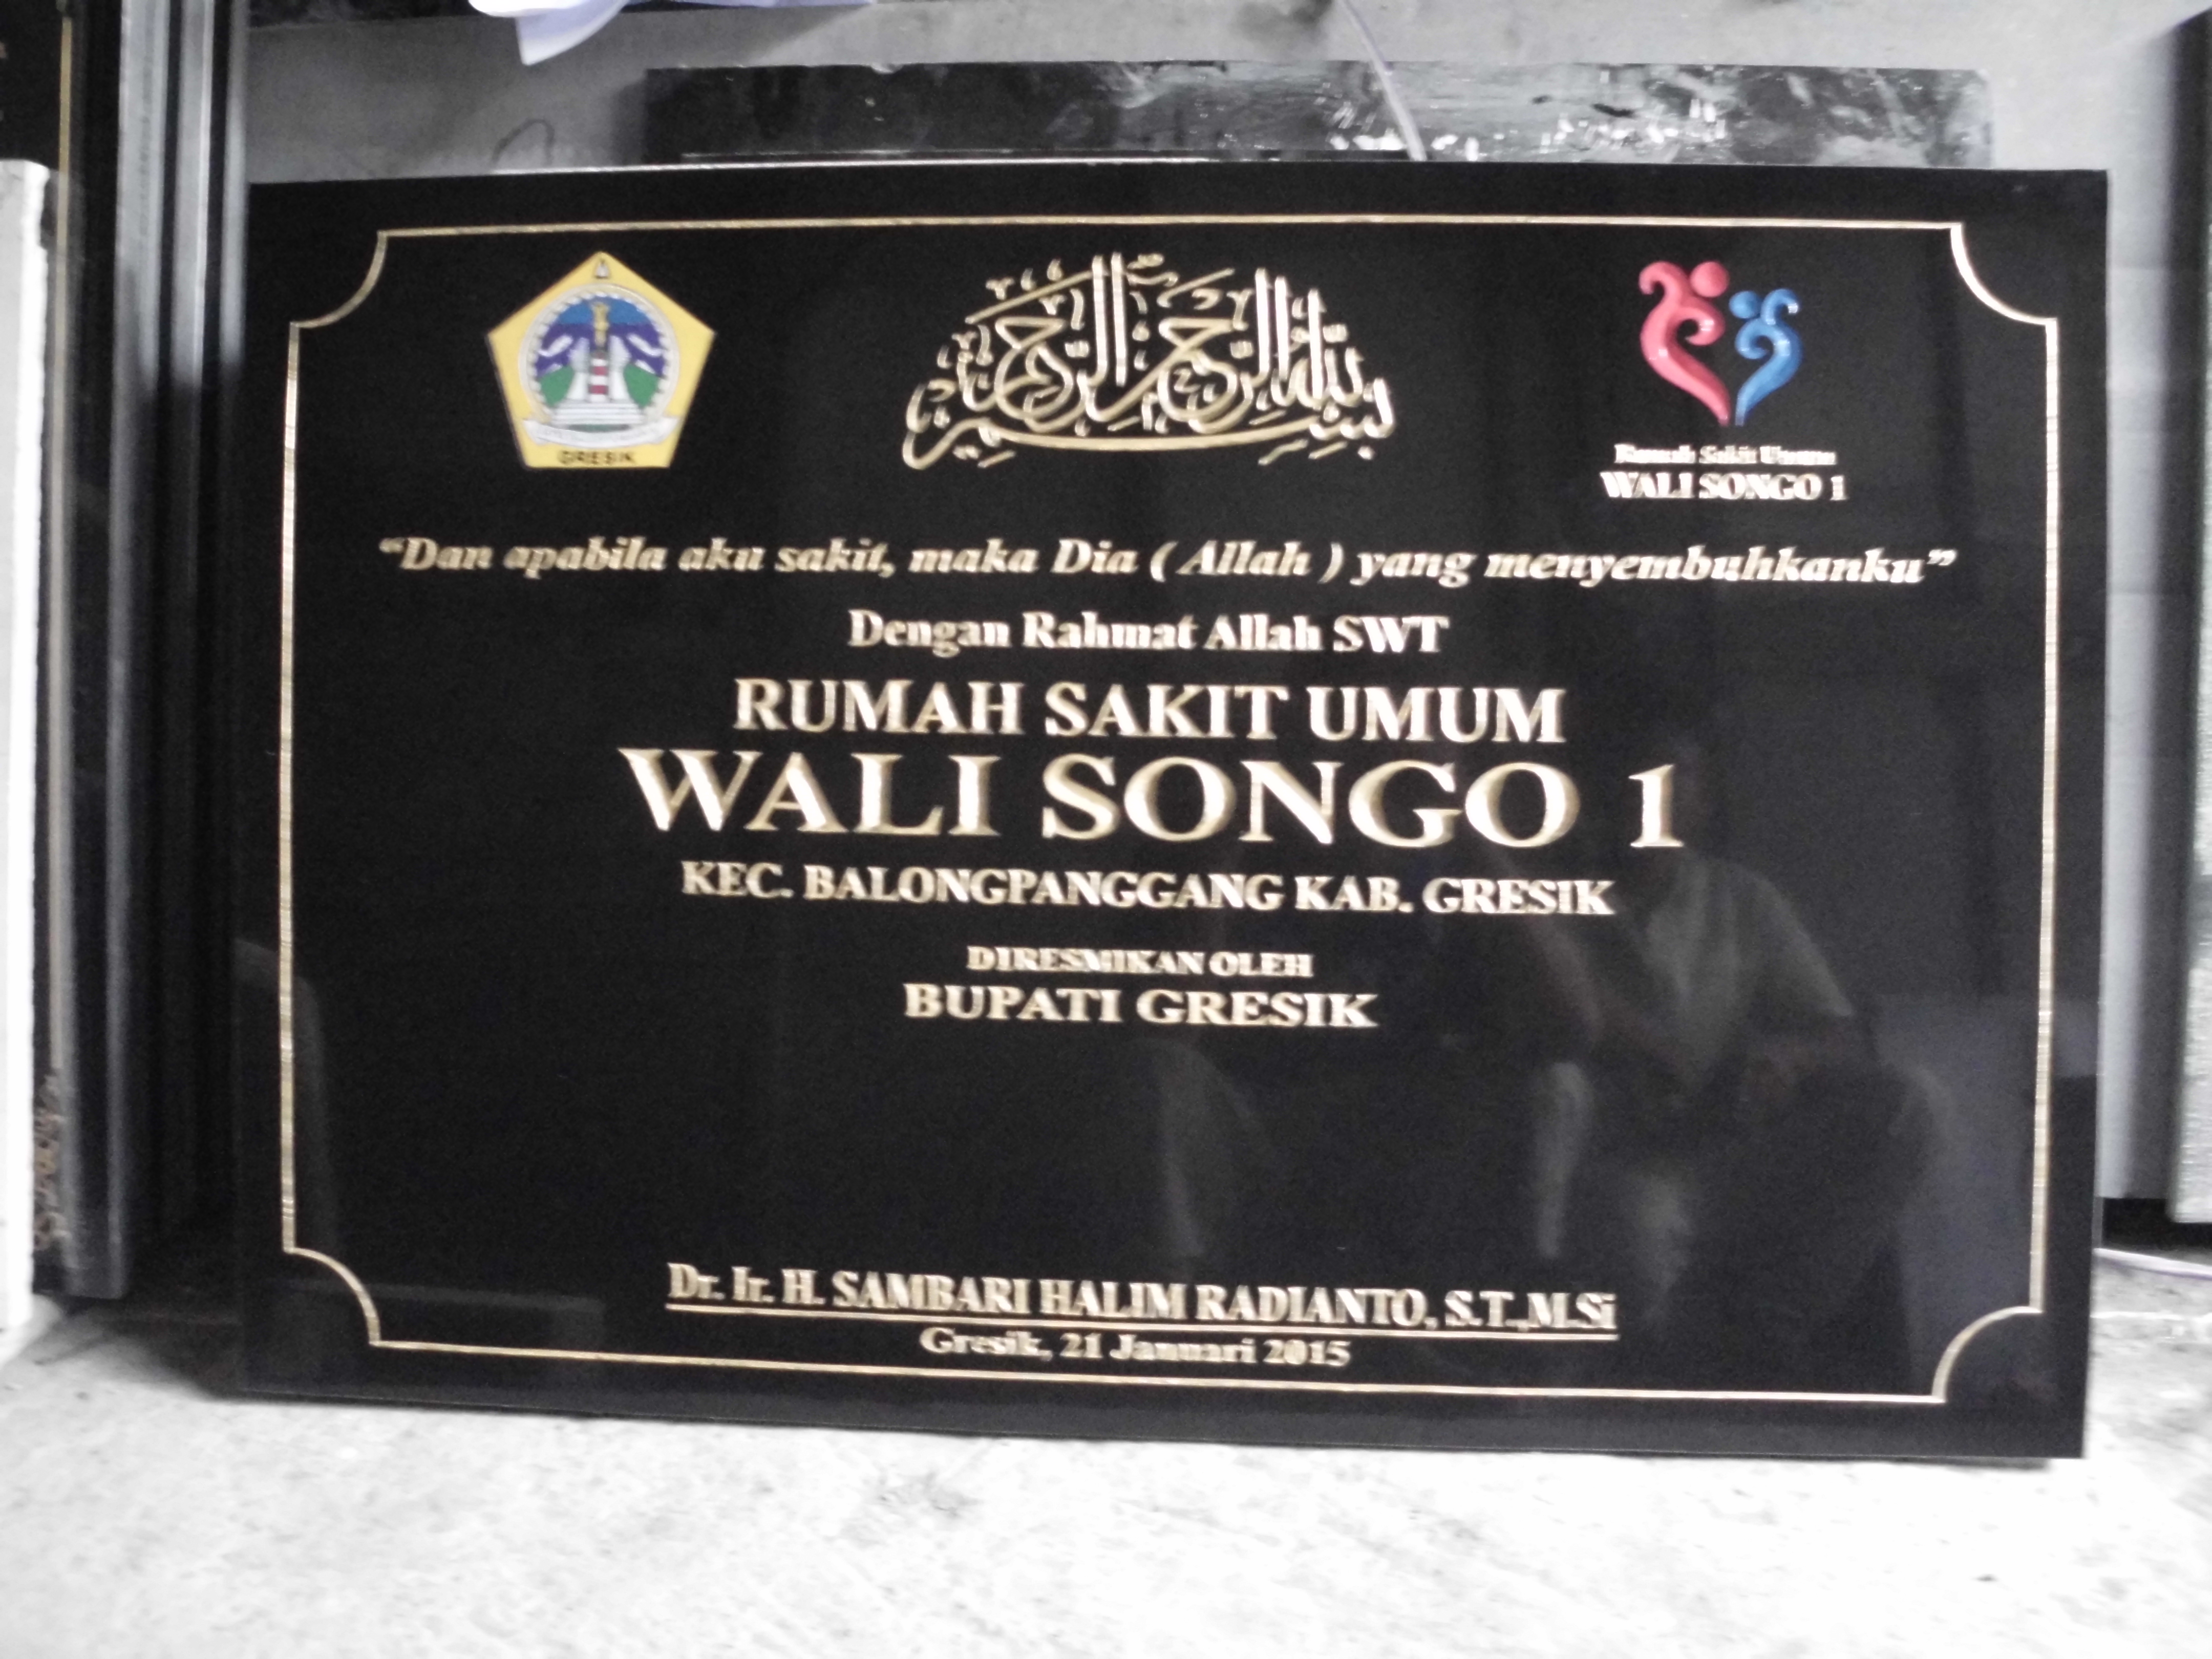 GRESIK
بسم الله الرحمن الرحيم
Rumah Sakit Umum
WALI SONGO 1
“Dan apabila aku sakit, maka Dia ( Allah ) yang menyembuhkanku”
Dengan Rahmat Allah SWT
RUMAH SAKIT UMUM
WALI SONGO 1
KEC. BALONGPANGGANG KAB. GRESIK
DIRESMIKAN OLEH
BUPATI GRESIK
Dr. Ir. H. SAMBARI HALIM RADIANTO, S.T.,M.Si
Gresik, 21 Januari 2015